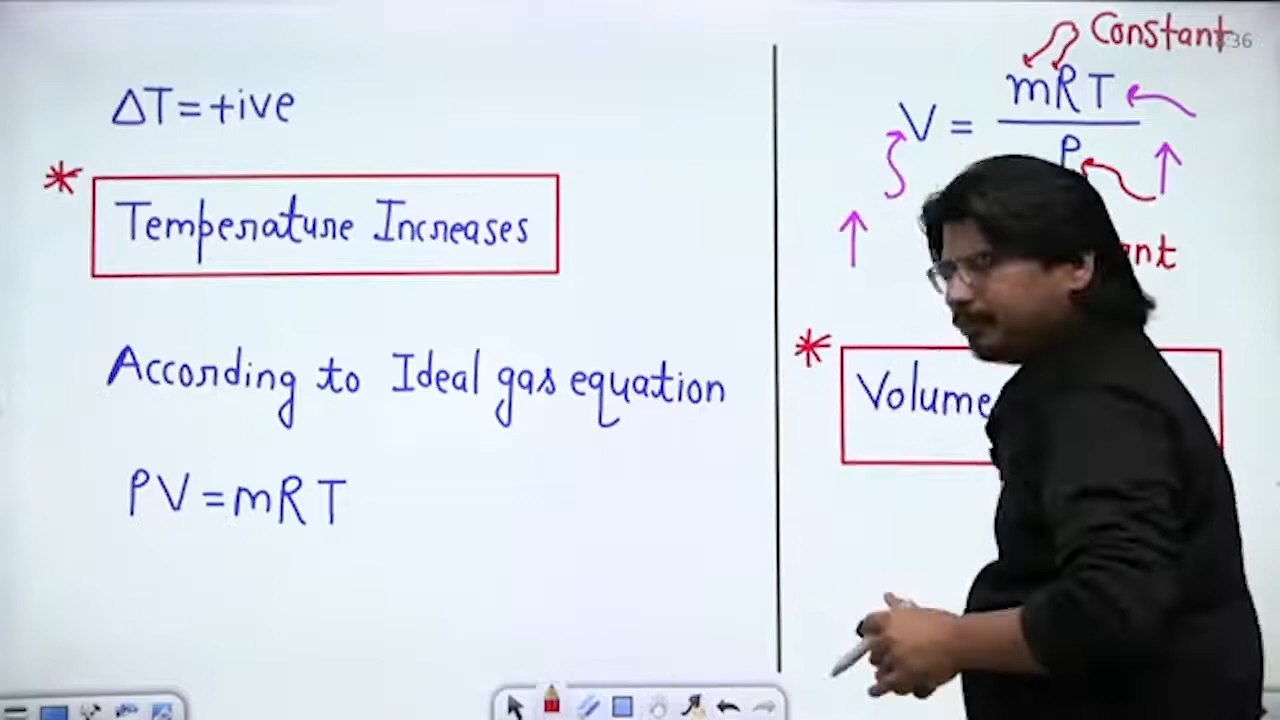 ΔT = +ive
* Temperature Increases
According to Ideal gas equation
PV = mRT
Constant
V = mRT / P
* Volume